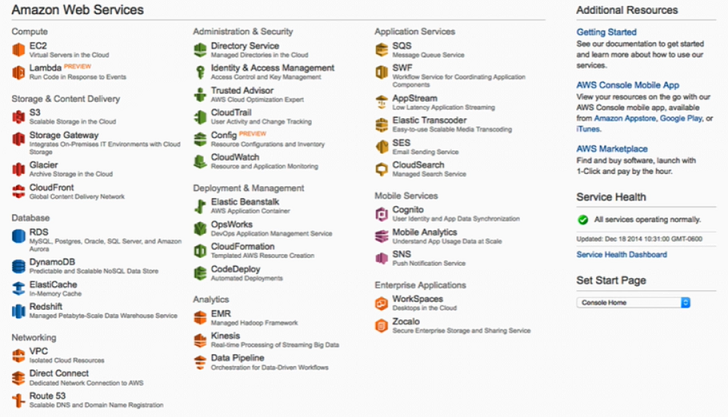 Amazon Web Services
Compute
EC2
Virtual Servers in the Cloud
Lambda PREVIEW
Run Code in Response to Events
Storage & Content Delivery
S3
Scalable Storage in the Cloud
Storage Gateway
Integrates On-Premises IT Environments with Cloud
Storage
Glacier
Archive Storage in the Cloud
CloudFront
Global Content Delivery Network
Database
RDS
MySQL, Postgres, Oracle, SQL Server, and Amazon
Aurora
DynamoDB
Predictable and Scalable NoSQL Data Store
ElastiCache
In-Memory Cache
Redshift
Managed Petabyte-Scale Data Warehouse Service
Networking
VPC
Isolated Cloud Resources
Direct Connect
Dedicated Network Connection to AWS
Route 53
Scalable DNS and Domain Name Registration
Administration & Security
Directory Service
Managed Directories in the Cloud
Identity & Access Management
Access Control and Key Management
Trusted Advisor
AWS Cloud Optimization Expert
CloudTrail
User Activity and Change Tracking
Config PREVIEW
Resource Configurations and Inventory
CloudWatch
Resource and Application Monitoring
Deployment & Management
Elastic Beanstalk
AWS Application Container
OpsWorks
DevOps Application Management Service
CloudFormation
Templated AWS Resource Creation
CodeDeploy
Automated Deployments
Analytics
EMR
Managed Hadoop Framework
Kinesis
Real-time Processing of Streaming Big Data
Data Pipeline
Orchestration for Data-Driven Workflows
Application Services
SQS
Message Queue Service
SWF
Workflow Service for Coordinating Application
Components
AppStream
Low Latency Application Streaming
Elastic Transcoder
Easy-to-use Scalable Media Transcoding
SES
Email Sending Service
CloudSearch
Managed Search Service
Mobile Services
Cognito
User Identity and App Data Synchronization
Mobile Analytics
Understand App Usage Data at Scale
SNS
Push Notification Service
Enterprise Applications
WorkSpaces
Desktops in the Cloud
Zocalo
Secure Enterprise Storage and Sharing Service
Additional Resources
Getting Started
See our documentation to get started
and learn more about how to use our
services.
AWS Console Mobile App
View your resources on the go with our
AWS Console mobile app, available
from Amazon Appstore, Google Play, or
iTunes.
AWS Marketplace
Find and buy software, launch with
1-Click and pay by the hour.
Service Health
All services operating normally.
Updated: Dec 18 2014 10:31:00 GMT-0600
Service Health Dashboard
Set Start Page
Console Home